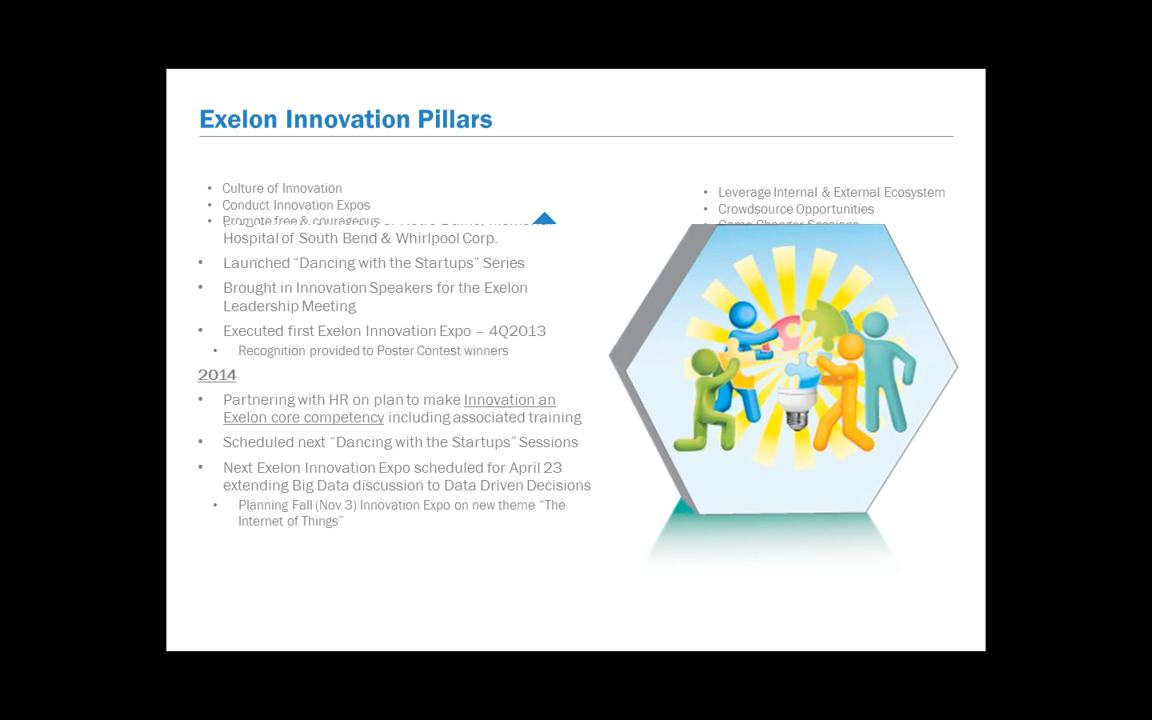 Exelon Innovation Pillars
• Culture of Innovation
• Conduct Innovation Expos
• Promote free & courageous
Hospital of South Bend & Whirlpool Corp.
• Launched “Dancing with the Startups” Series
• Brought in Innovation Speakers for the Exelon
Leadership Meeting
• Executed first Exelon Innovation Expo – 4Q2013
• Recognition provided to Poster Contest winners
2014
• Partnering with HR on plan to make Innovation an
Exelon core competency including associated training
• Scheduled next “Dancing with the Startups” Sessions
• Next Exelon Innovation Expo scheduled for April 23
extending Big Data discussion to Data Driven Decisions
• Planning Fall (Nov 3) Innovation Expo on new theme “The
Internet of Things”
• Leverage Internal & External Ecosystem
• Crowdsource Opportunities
• Game Changer Sessions